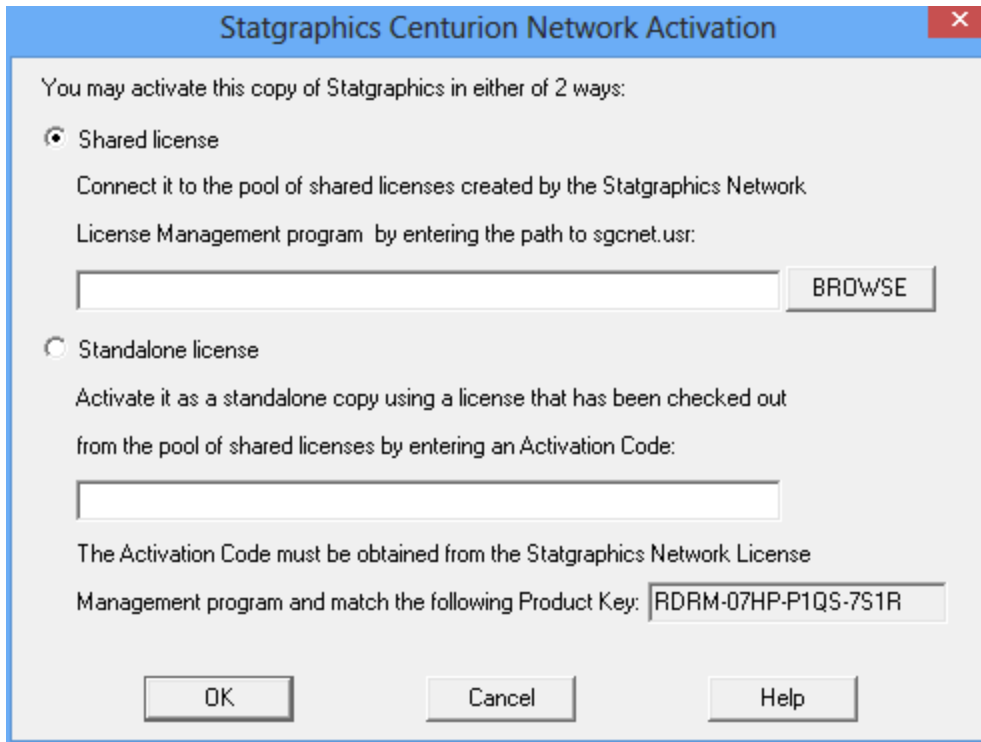 Statgraphics Centurion Network Activation
You may activate this copy of Statgraphics in either of 2 ways:
Shared license
Connect it to the pool of shared licenses created by the Statgraphics Network
License Management program by entering the path to sgcnet.usr:
BROWSE
Standalone license
Activate it as a standalone copy using a license that has been checked out
from the pool of shared licenses by entering an Activation Code:
The Activation Code must be obtained from the Statgraphics Network License
Management program and match the following Product Key: RDRM-07HP-P1QS-7S1R
OK Cancel Help